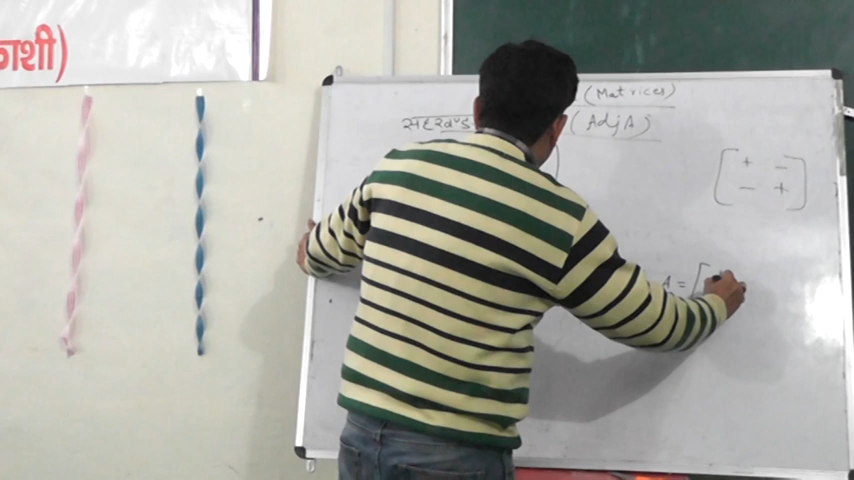 काशी)
(Matrices)
सहखण्ड
(Adj A)
+ −
− +
A = [